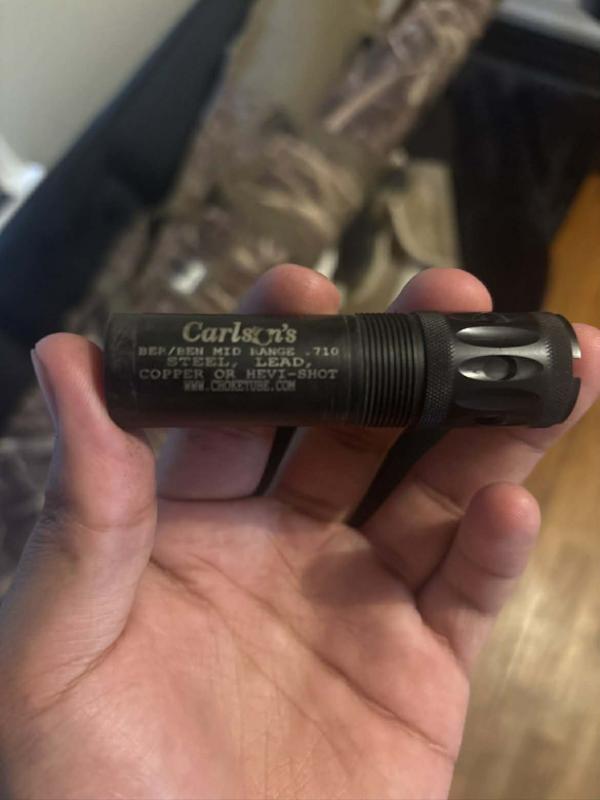 Carlson's
BER/BEN MID RANGE .710
STEEL, LEAD,
COPPER OR HEVI-SHOT
WWW.CHOKETUBE.COM